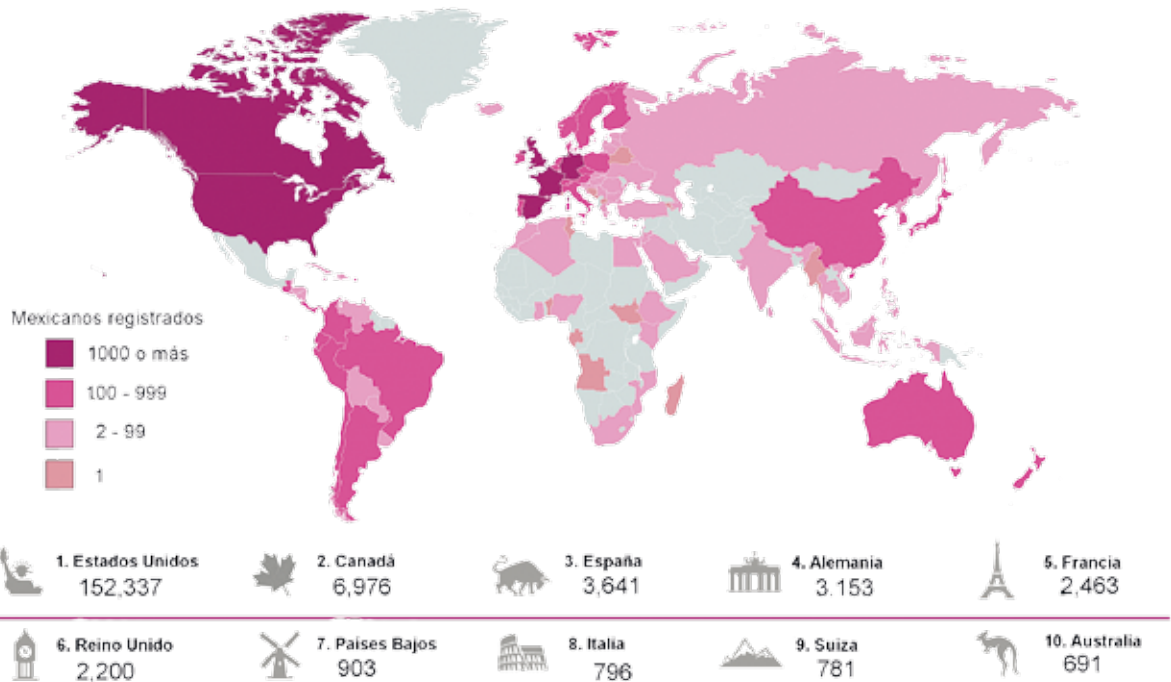 Mexicanos registrados
1000 o más
100 - 999
2 - 99
1
1. Estados Unidos
152,337
2. Canadá
6,976
3. España
3,641
4. Alemania
3.153
5. Francia
2,463
6. Reino Unido
2,200
7. Paises Bajos
903
8. Italia
796
9. Suiza
781
10. Australia
691